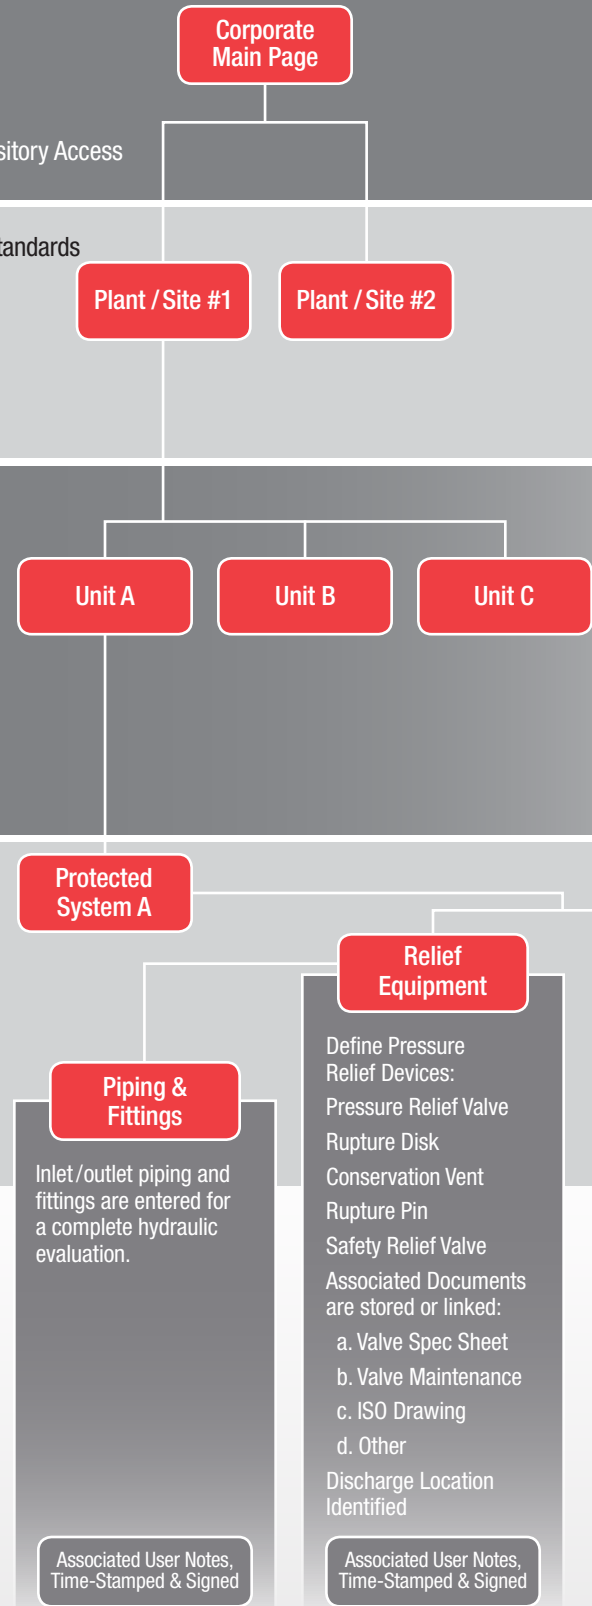 Corporate
Main Page
Access
Plant / Site #1
Plant / Site #2
Unit A
Unit B
Unit C
Protected
System A
Relief
Equipment
Define Pressure
Relief Devices:
Pressure Relief Valve
Rupture Disk
Conservation Vent
Rupture Pin
Safety Relief Valve
Associated Documents
are stored or linked:
a. Valve Spec Sheet
b. Valve Maintenance
c. ISO Drawing
d. Other
Discharge Location
Identified
Associated User Notes,
Time-Stamped & Signed
Piping &
Fittings
Inlet/outlet piping and
fittings are entered for
a complete hydraulic
evaluation.
Associated User Notes,
Time-Stamped & Signed